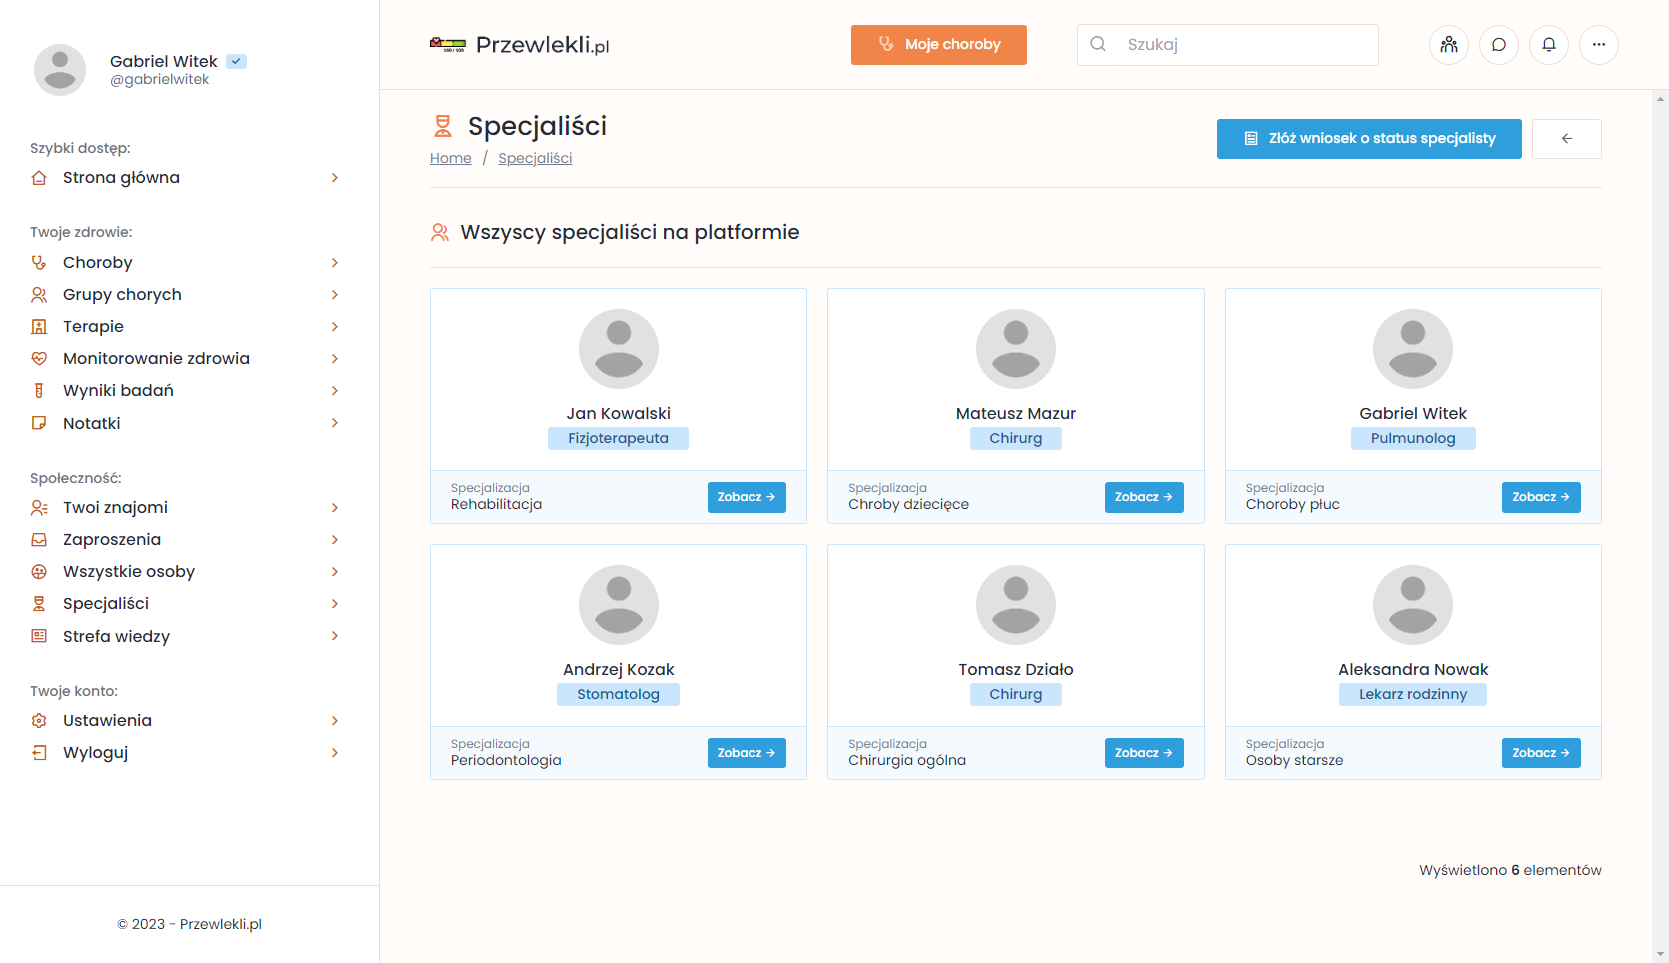 Gabriel Witek
@gabrielwitek
Szybki dostęp:
Strona główna
Twoje zdrowie:
Choroby
Grupy chorych
Terapie
Monitorowanie zdrowia
Wyniki badań
Notatki
Społeczność:
Twoi znajomi
Zaproszenia
Wszystkie osoby
Specjaliści
Strefa wiedzy
Twoje konto:
Ustawienia
Wyloguj
© 2023 - Przewlekli.pl
100 / 100
Przewlekli.pl
Moje choroby
Szukaj
Specjaliści
Home / Specjaliści
Złóż wniosek o status specjalisty
Wszyscy specjaliści na platformie
Jan Kowalski
Fizjoterapeuta
Specjalizacja
Rehabilitacja
Zobacz →
Mateusz Mazur
Chirurg
Specjalizacja
Chroby dziecięce
Zobacz →
Gabriel Witek
Pulmunolog
Specjalizacja
Choroby płuc
Zobacz →
Andrzej Kozak
Stomatolog
Specjalizacja
Periodontologia
Zobacz →
Tomasz Działo
Chirurg
Specjalizacja
Chirurgia ogólna
Zobacz →
Aleksandra Nowak
Lekarz rodzinny
Specjalizacja
Osoby starsze
Zobacz →
Wyświetlono 6 elementów